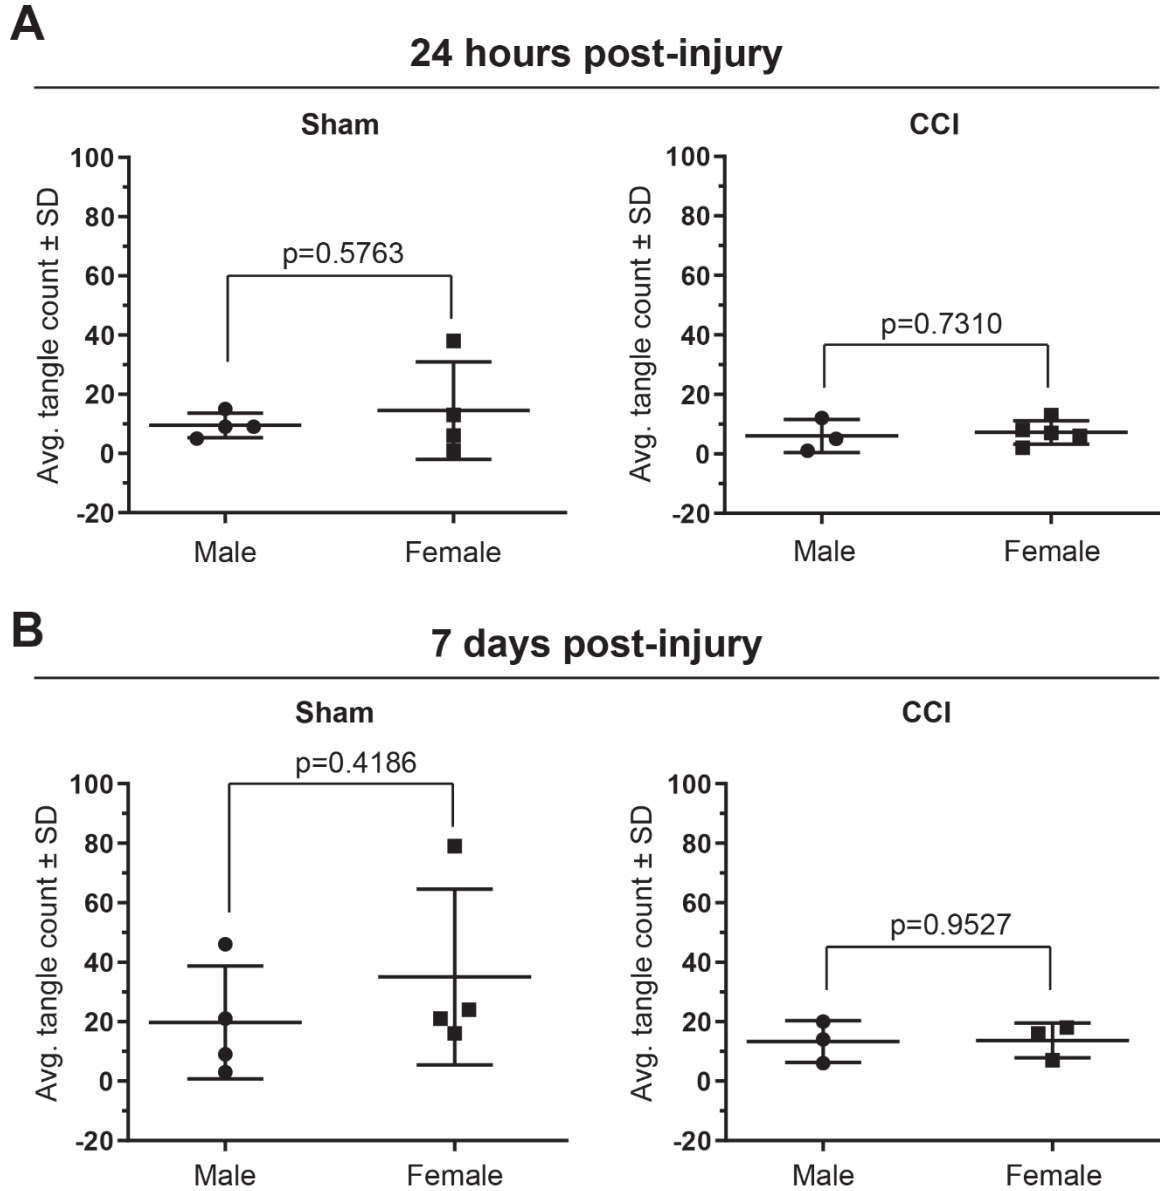 A
24 hours post-injury
Sham
Avg. tangle count ± SD
100
80
60
40
20
0
-20
p=0.5763
Male Female
CCI
Avg. tangle count ± SD
100
80
60
40
20
0
-20
p=0.7310
Male Female
B
7 days post-injury
Sham
Avg. tangle count ± SD
100
80
60
40
20
0
-20
p=0.4186
Male Female
CCI
Avg. tangle count ± SD
100
80
60
40
20
0
-20
p=0.9527
Male Female